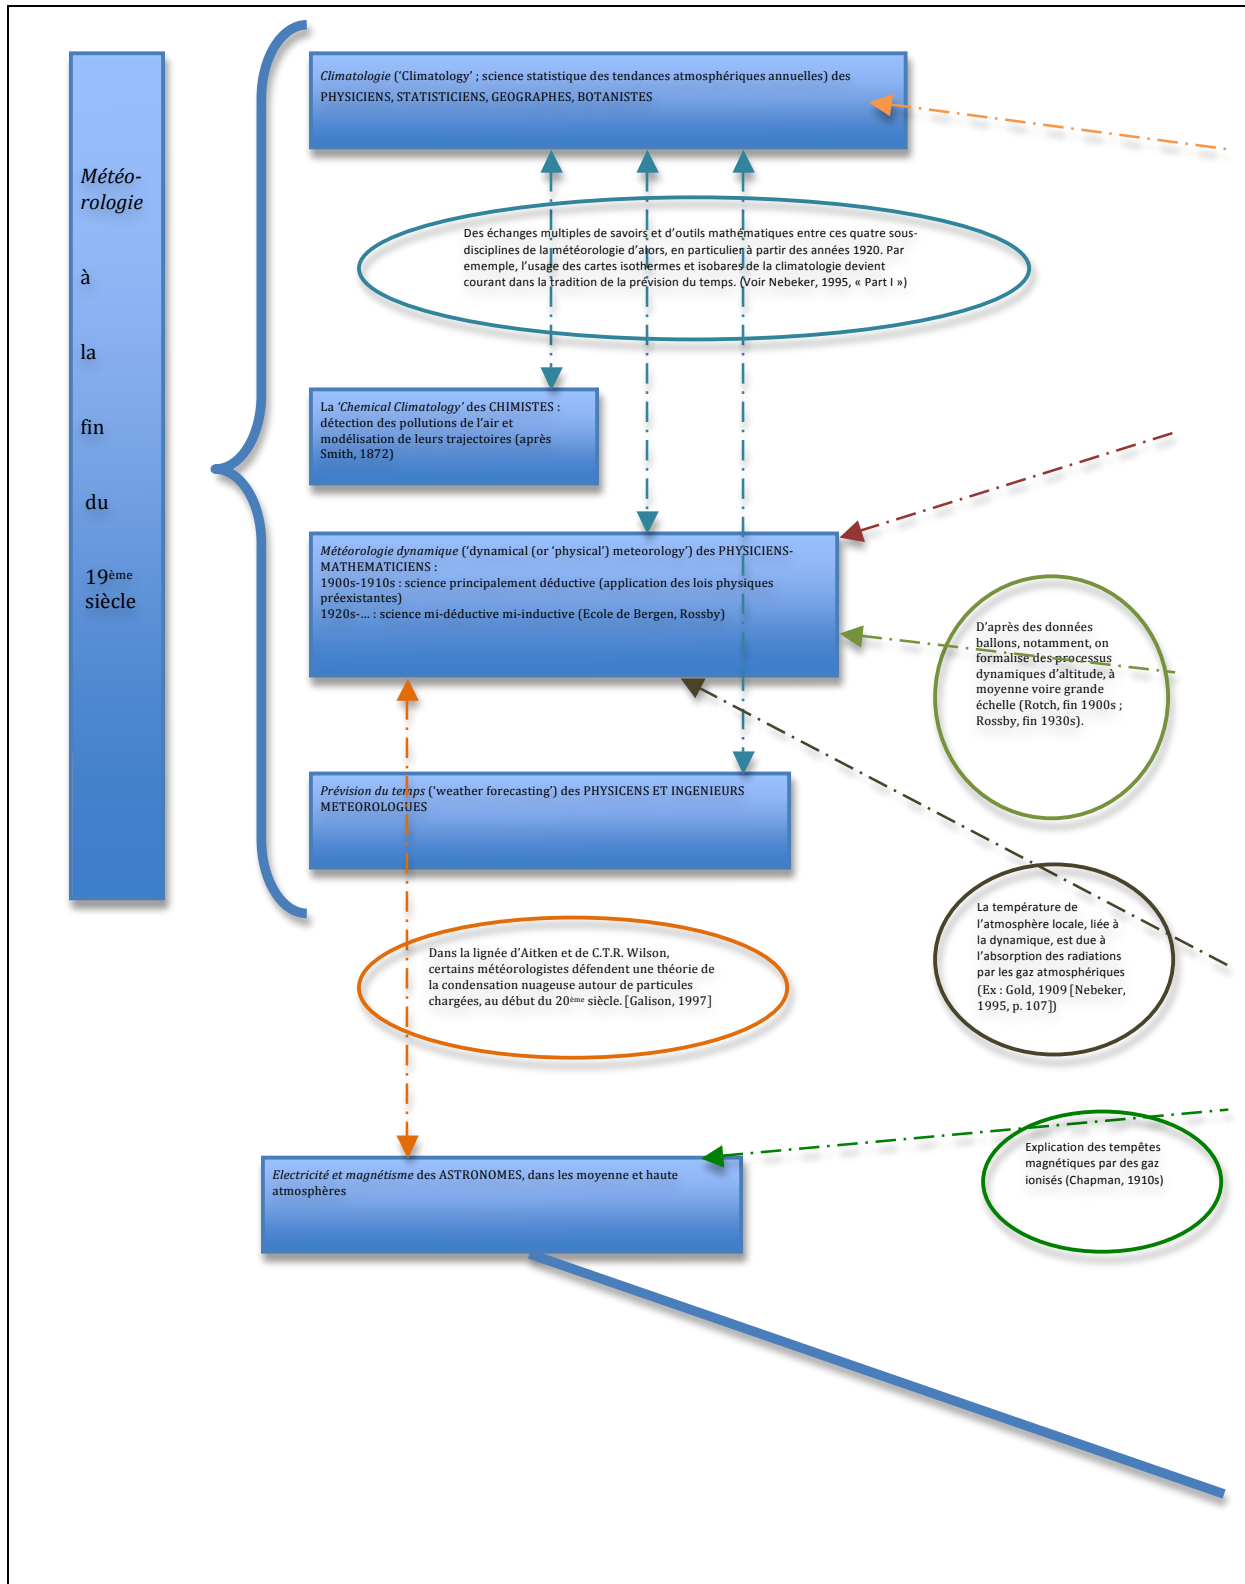 Météo-
rologie
à
la
fin
du
19ème
siècle
Climatologie (‘Climatology’ ; science statistique des tendances atmosphériques annuelles) des
PHYSICIENS, STATISTICIENS, GEOGRAPHES, BOTANISTES
Des échanges multiples de savoirs et d’outils mathématiques entre ces quatre sous-
disciplines de la météorologie d’alors, en particulier à partir des années 1920. Par
ememple, l’usage des cartes isothermes et isobares de la climatologie devient
courant dans la tradition de la prévision du temps. (Voir Nebeker, 1995, « Part I »)
La ‘Chemical Climatology’ des CHIMISTES :
détection des pollutions de l’air et
modélisation de leurs trajectoires (après
Smith, 1872)
Météorologie dynamique (‘dynamical (or ‘physical’) meteorology’) des PHYSICIENS-
MATHEMATICIENS :
1900s-1910s : science principalement déductive (application des lois physiques
préexistantes)
1920s-… : science mi-déductive mi-inductive (Ecole de Bergen, Rossby)
D’après des données
ballons, notamment, on
formalise des processus
dynamiques d’altitude, à
moyenne voire grande
échelle (Rotch, fin 1900s ;
Rossby, fin 1930s).
Prévision du temps (‘weather forecasting’) des PHYSICENS ET INGENIEURS
METEOROLOGUES
La température de
l’atmosphère locale, liée à
la dynamique, est due à
l’absorption des radiations
par les gaz atmosphériques
(Ex : Gold, 1909 [Nebeker,
1995, p. 107])
Dans la lignée d’Aitken et de C.T.R. Wilson,
certains météorologistes défendent une théorie de
la condensation nuageuse autour de particules
chargées, au début du 20ème siècle. [Galison, 1997]
Electricité et magnétisme des ASTRONOMES, dans les moyenne et haute
atmosphères
Explication des tempêtes
magnétiques par des gaz
ionisés (Chapman, 1910s)